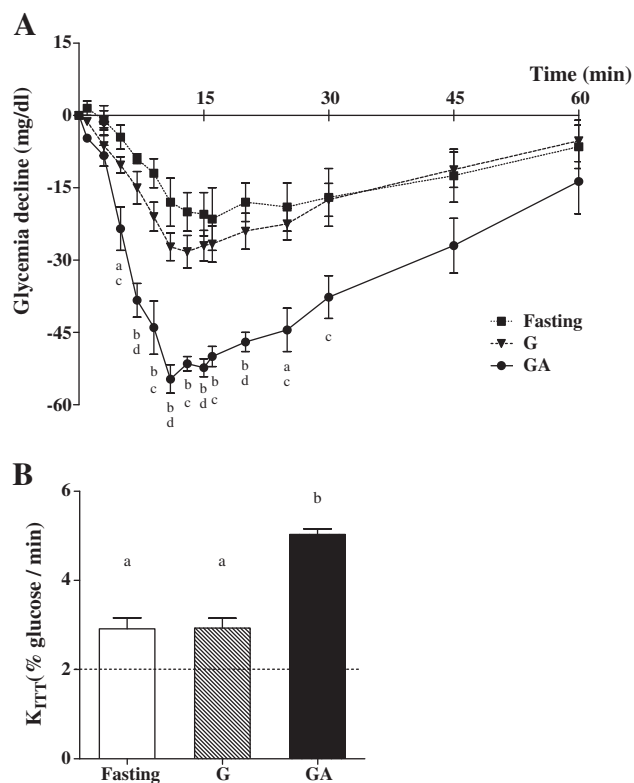 A
15
0
-15
-30
-45
-60
Glycemia decline (mg/dl)
Time (min)
15 30 45 60
a
c
b
d
b
c
b
d
b
c
b
d
b
c
b
d
a
c
c
Fasting
G
GA
B
6
4
2
0
K_ITT(% glucose / min)
a a b
Fasting G GA